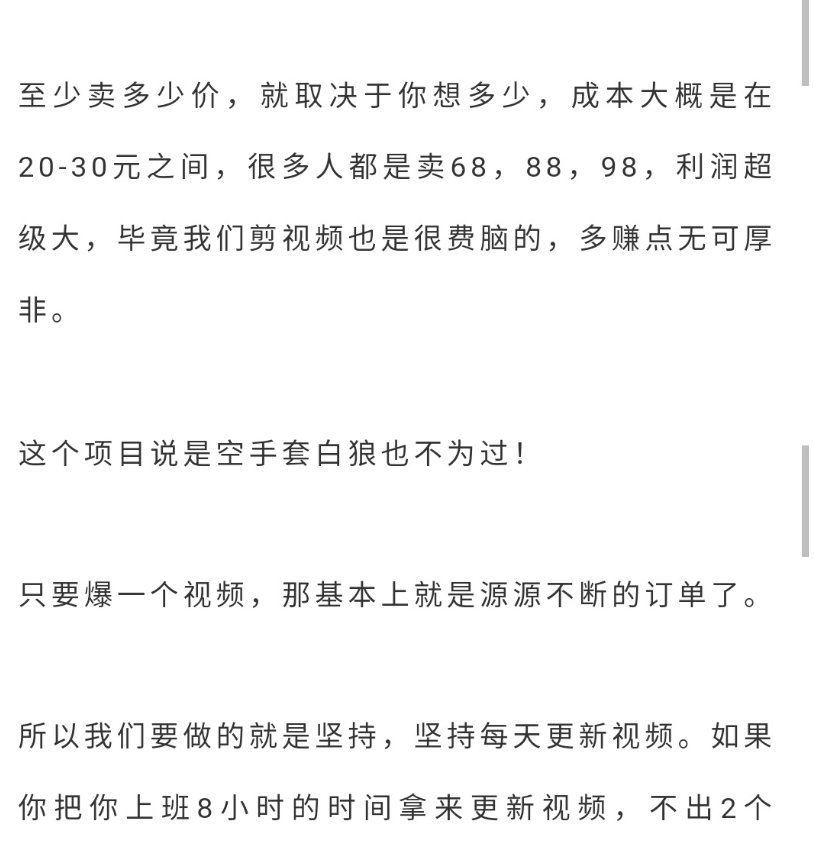 至少卖多少价，就取决于你想多少，成本大概是在
20-30元之间，很多人都是卖68，88，98，利润超
级大，毕竟我们剪视频也是很费脑的，多赚点无可厚
非。
这个项目说是空手套白狼也不为过！
只要爆一个视频，那基本上就是源源不断的订单了。
所以我们要做的就是坚持，坚持每天更新视频。如果
你把你上班8小时的时间拿来更新视频，不出2个